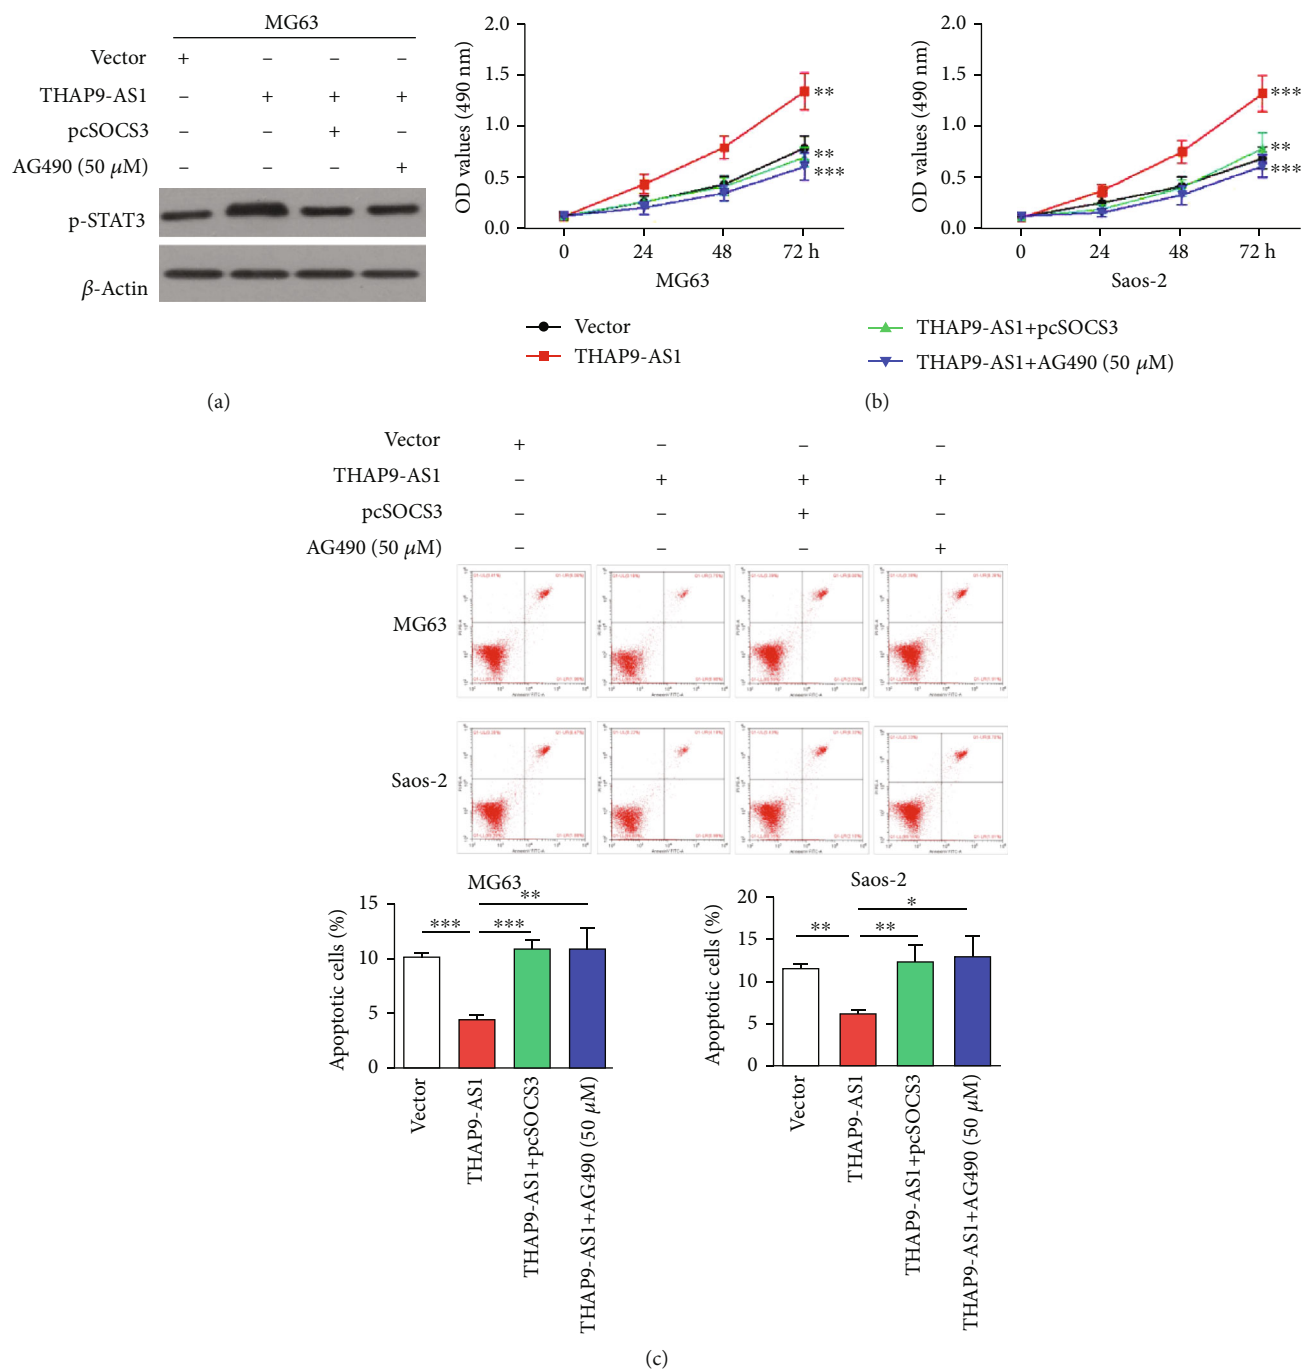 MG63
Vector + – – –
THAP9-AS1 – + + +
pcSOCS3 – – + –
AG490 (50 μM) – – – +
p-STAT3
β-Actin
(a)
OD values (490 nm)
2.0
1.5
1.0
0.5
0.0
0 24 48 72 h
MG63
**
**
***
OD values (490 nm)
2.0
1.5
1.0
0.5
0.0
0 24 48 72 h
Saos-2
***
**
***
Vector
THAP9-AS1
THAP9-AS1+pcSOCS3
THAP9-AS1+AG490 (50 μM)
(b)
Vector + – – –
THAP9-AS1 – + + +
pcSOCS3 – – + –
AG490 (50 μM) – – – +
MG63
Saos-2
MG63
Apoptotic cells (%)
15
10
5
0
**
*** ***
Vector
THAP9-AS1
THAP9-AS1+pcSOCS3
THAP9-AS1+AG490 (50 μM)
Saos-2
Apoptotic cells (%)
20
15
10
5
0
*
** **
Vector
THAP9-AS1
THAP9-AS1+pcSOCS3
THAP9-AS1+AG490 (50 μM)
(c)